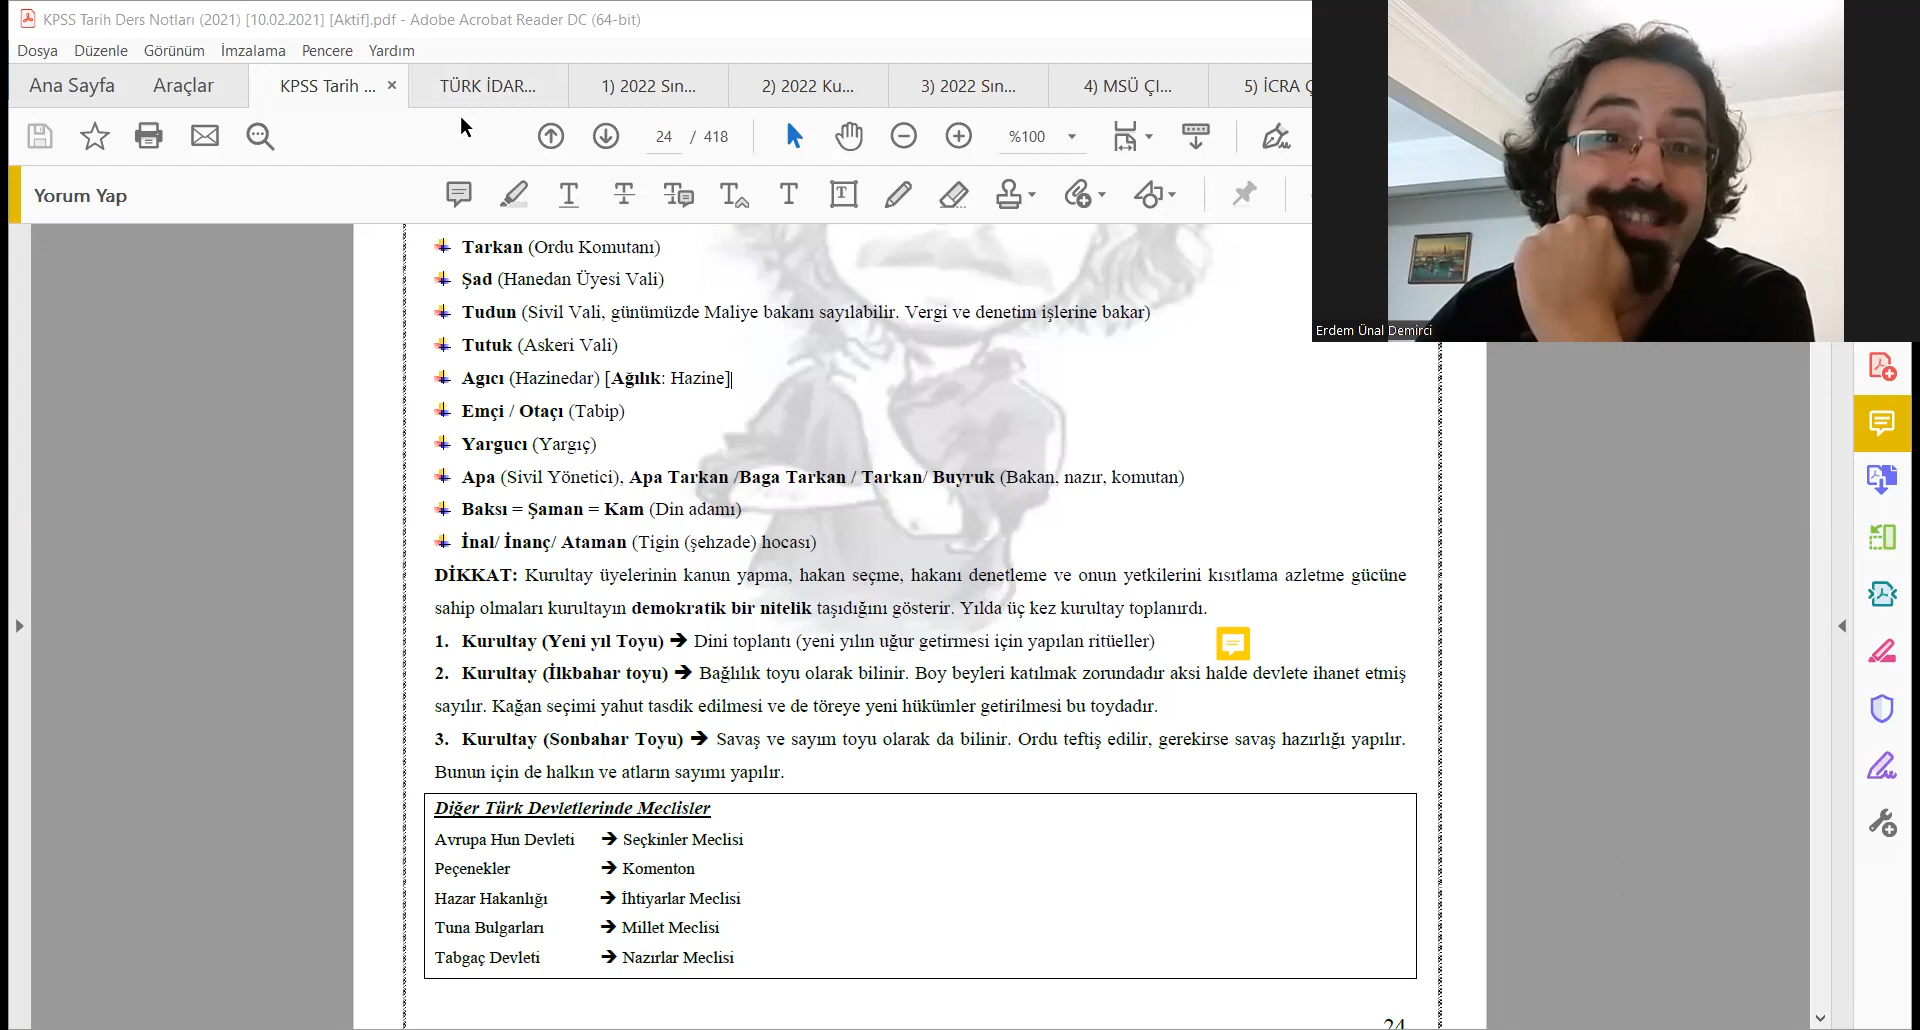 KPSS Tarih Ders Notları (2021) [10.02.2021] [Aktif].pdf - Adobe Acrobat Reader DC (64-bit)
Dosya Düzenle Görünüm İmzalama Pencere Yardım
Ana Sayfa Araçlar KPSS Tarih ... × TÜRK İDAR... 1) 2022 Sın... 2) 2022 Ku... 3) 2022 Sın... 4) MSÜ ÇI... 5) İCRA Ç
24 / 418 %100
Yorum Yap
Tarkan (Ordu Komutanı)
Şad (Hanedan Üyesi Vali)
Tudun (Sivil Vali, günümüzde Maliye bakanı sayılabilir. Vergi ve denetim işlerine bakar)
Erdem Ünal Demirci
Tutuk (Askeri Vali)
Agıcı (Hazinedar) [Ağılık: Hazine]
Emçi / Otaçı (Tabip)
Yargucı (Yargıç)
Apa (Sivil Yönetici), Apa Tarkan /Baga Tarkan / Tarkan/ Buyruk (Bakan, nazır, komutan)
Baksı = Şaman = Kam (Din adamı)
İnal/ İnanç/ Ataman (Tigin (şehzade) hocası)
DİKKAT: Kurultay üyelerinin kanun yapma, hakan seçme, hakanı denetleme ve onun yetkilerini kısıtlama azletme gücüne
sahip olmaları kurultayın demokratik bir nitelik taşıdığını gösterir. Yılda üç kez kurultay toplanırdı.
1. Kurultay (Yeni yıl Toyu) ➔ Dini toplantı (yeni yılın uğur getirmesi için yapılan ritüeller)
2. Kurultay (İlkbahar toyu) ➔ Bağlılık toyu olarak bilinir. Boy beyleri katılmak zorundadır aksi halde devlete ihanet etmiş
sayılır. Kağan seçimi yahut tasdik edilmesi ve de töreye yeni hükümler getirilmesi bu toydadır.
3. Kurultay (Sonbahar Toyu) ➔ Savaş ve sayım toyu olarak da bilinir. Ordu teftiş edilir, gerekirse savaş hazırlığı yapılır.
Bunun için de halkın ve atların sayımı yapılır.
Diğer Türk Devletlerinde Meclisler
Avrupa Hun Devleti ➔ Seçkinler Meclisi
Peçenekler ➔ Komenton
Hazar Hakanlığı ➔ İhtiyarlar Meclisi
Tuna Bulgarları ➔ Millet Meclisi
Tabgaç Devleti ➔ Nazırlar Meclisi
24